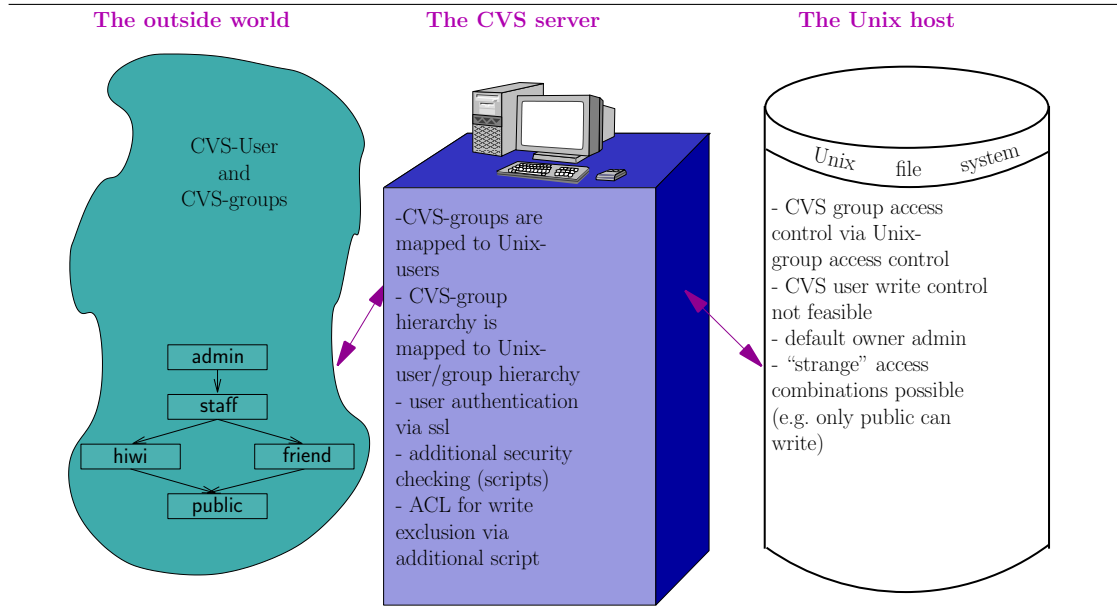 The outside world
The CVS server
The Unix host
CVS-User
and
CVS-groups
admin
staff
hiwi
friend
public
-CVS-groups are
mapped to Unix-
users
- CVS-group
hierarchy is
mapped to Unix-
user/group hierarchy
- user authentication
via ssl
- additional security
checking (scripts)
- ACL for write
exclusion via
additional script
Unix file system
- CVS group access
control via Unix-
group access control
- CVS user write control
not feasible
- default owner admin
- “strange” access
combinations possible
(e.g. only public can
write)